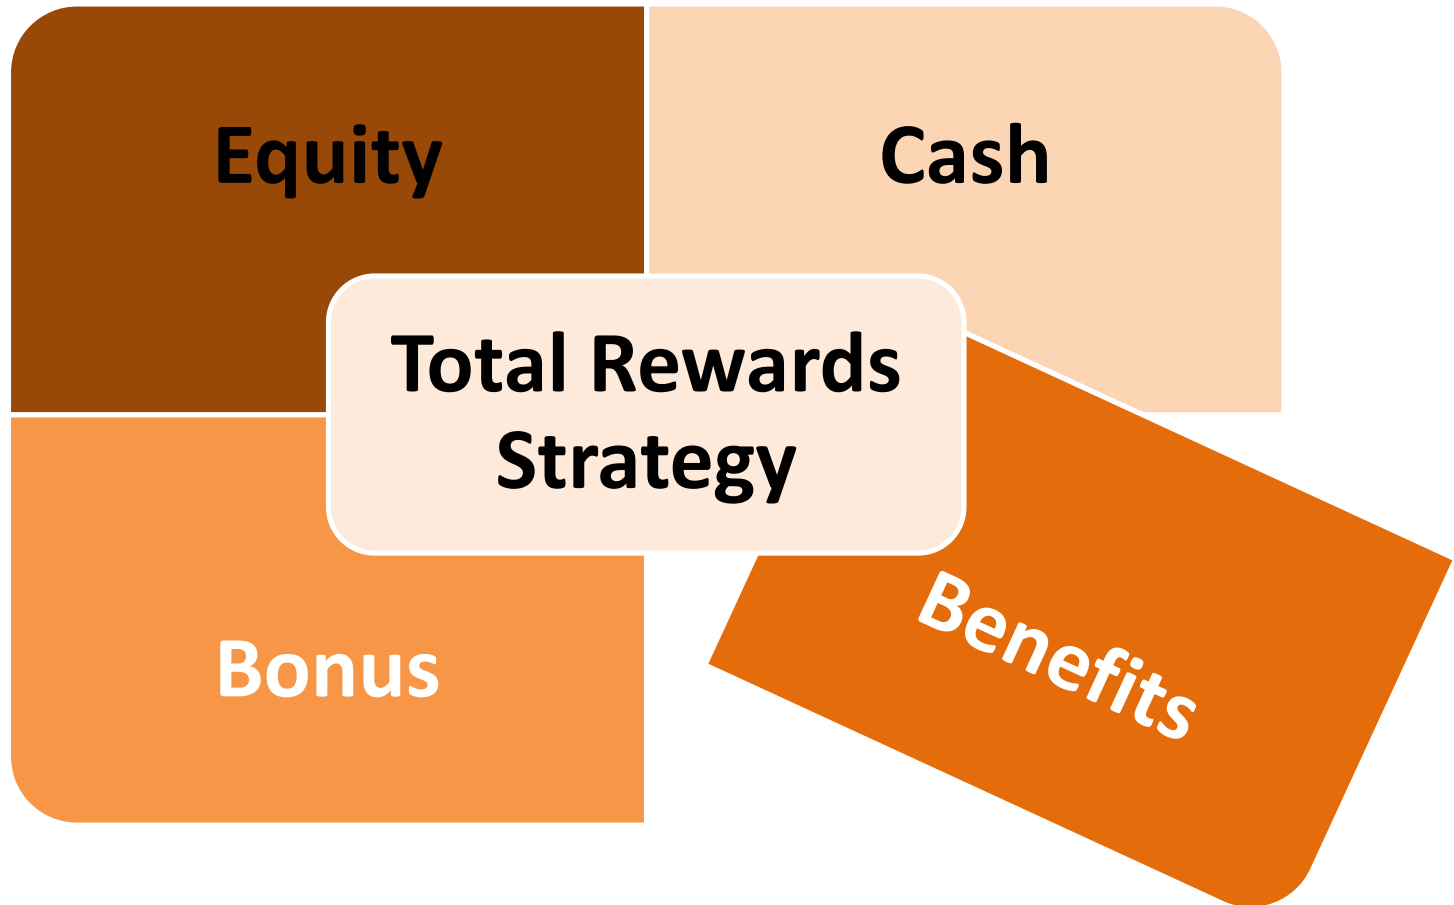 Equity
Cash
Total Rewards
Strategy
Bonus
Benefits